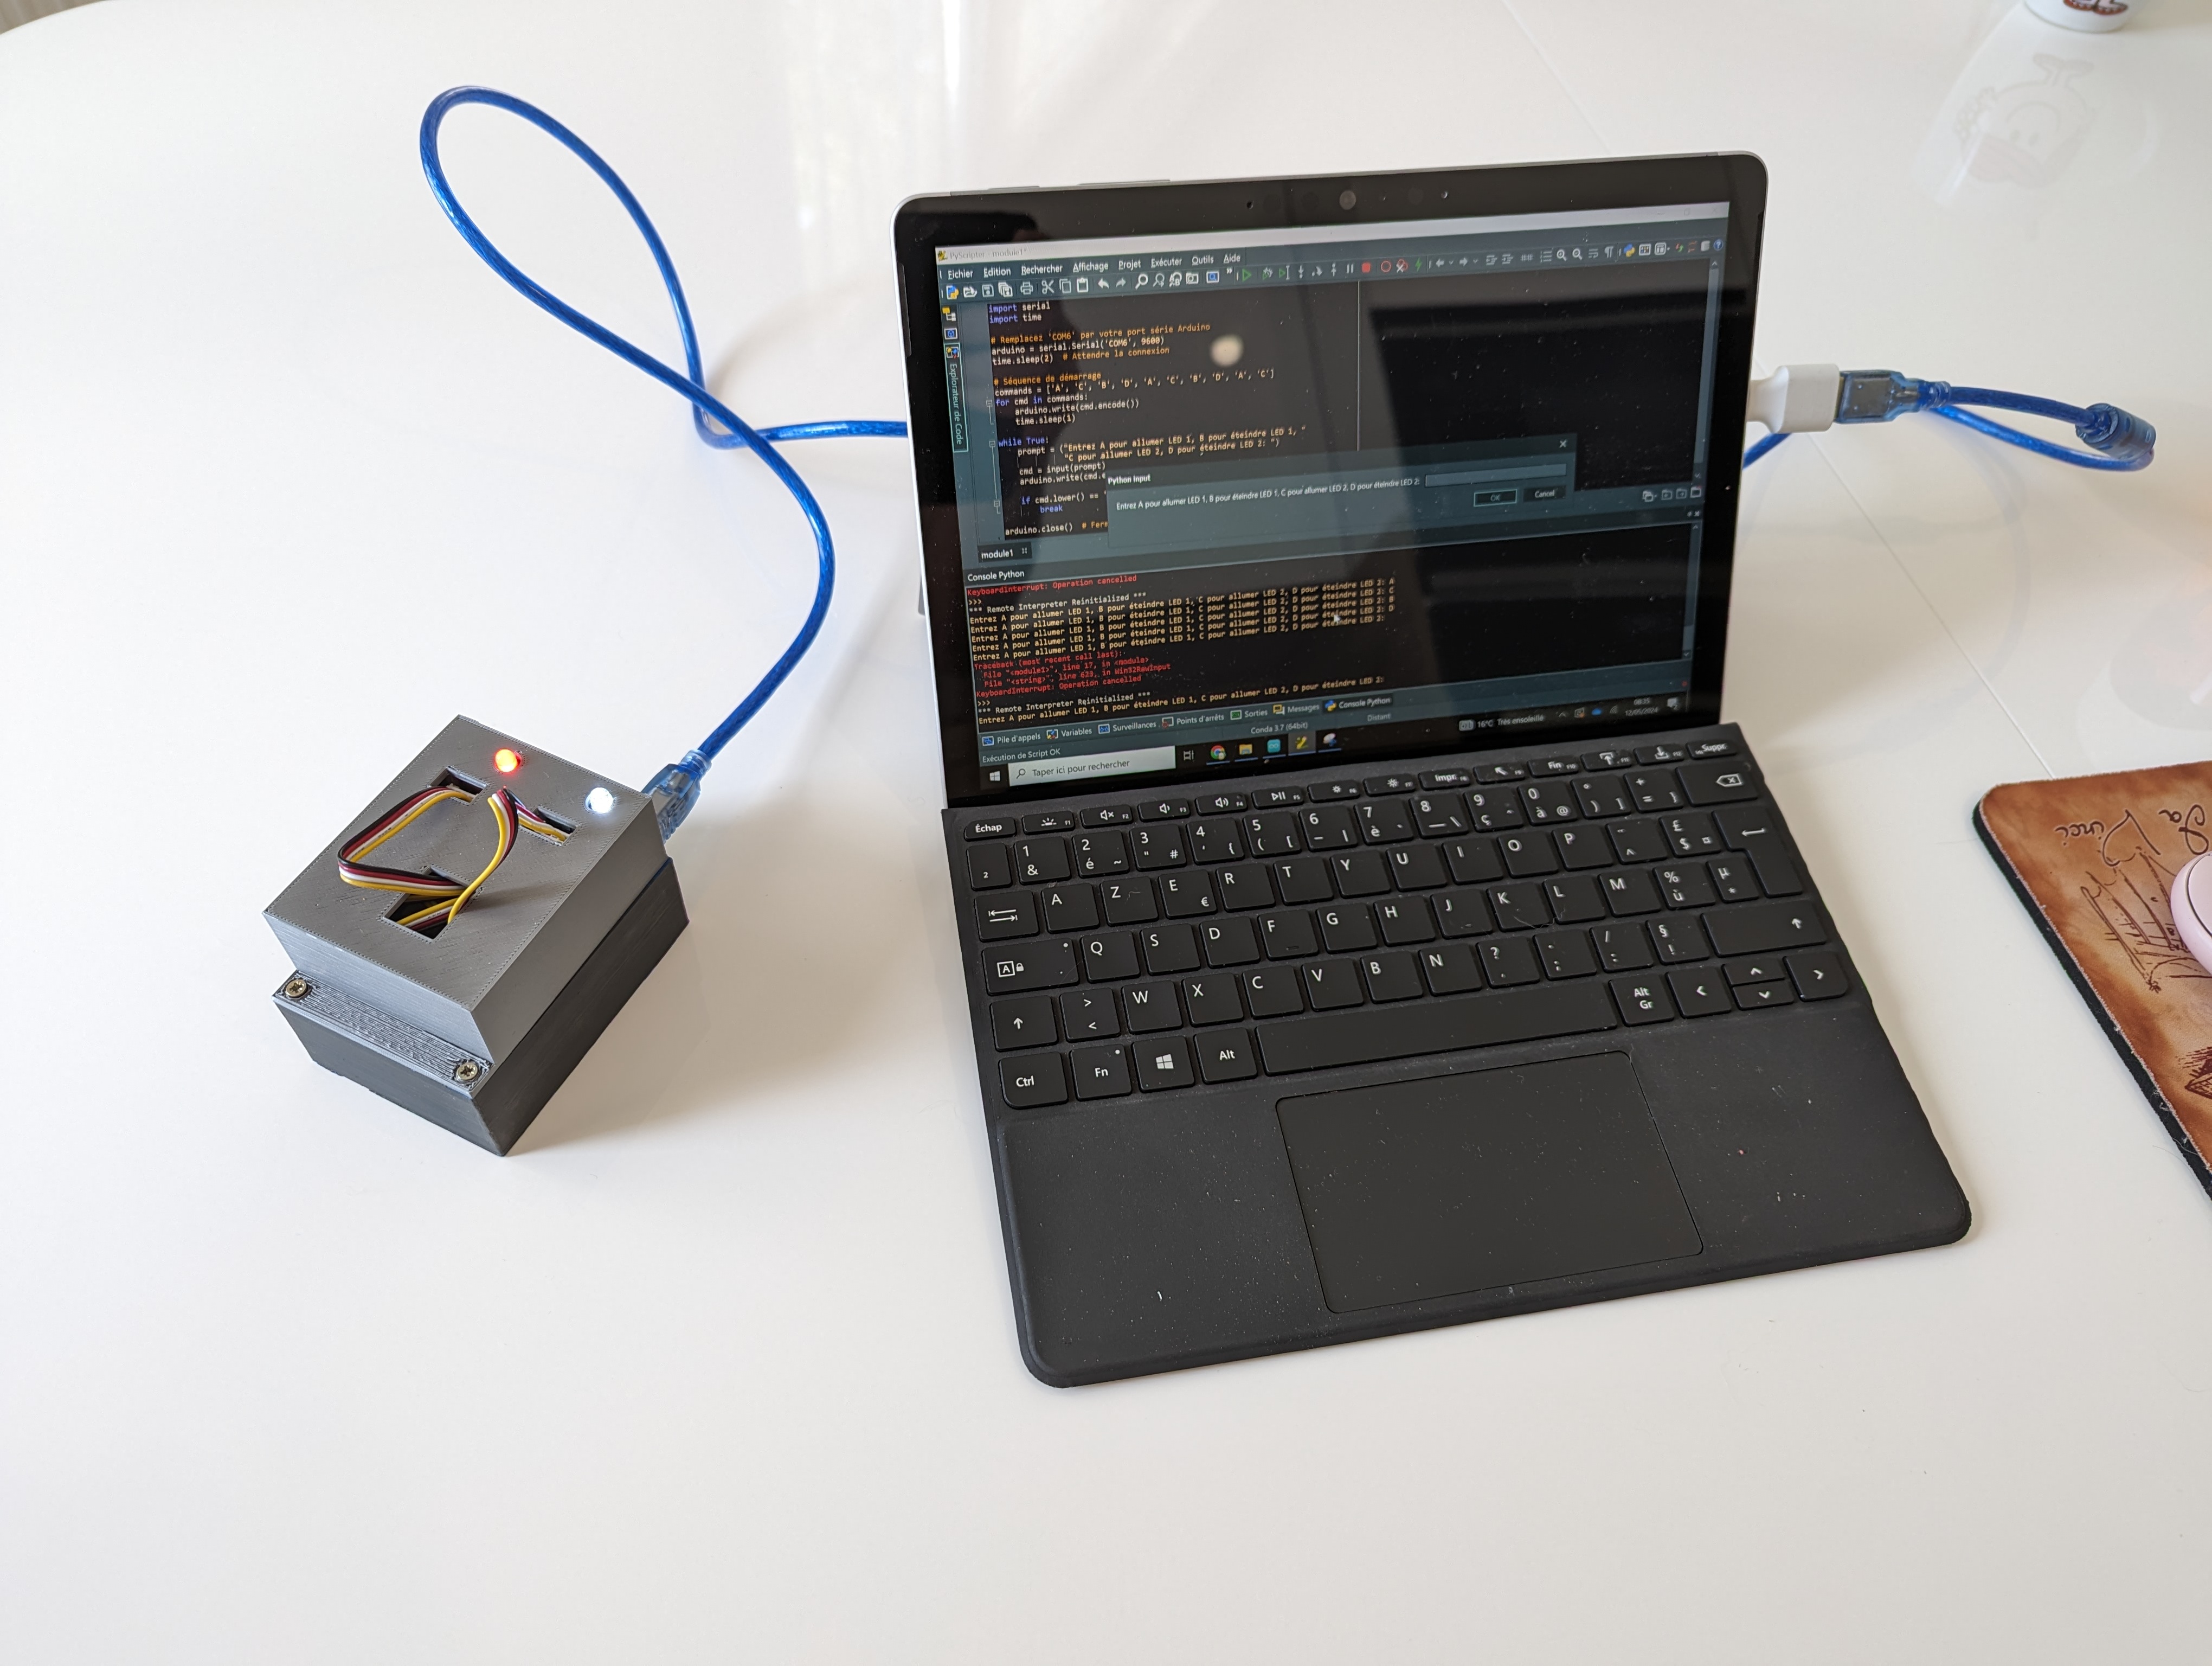 PyScripter - module1*
Fichier Edition Rechercher Affichage Projet Exécuter Outils Aide
Explorateur de Code
import serial
import time
# Remplacez 'COM6' par votre port série Arduino
arduino = serial.Serial('COM6', 9600)
time.sleep(2) # Attendre la connexion
# Séquence de démarrage
commands = ['A', 'C', 'B', 'D', 'A', 'C', 'B', 'D', 'A', 'C']
for cmd in commands:
arduino.write(cmd.encode())
time.sleep(1)
while True:
prompt = ("Entrez A pour allumer LED 1, B pour éteindre LED 1, "
"C pour allumer LED 2, D pour éteindre LED 2: ")
cmd = input(prompt)
arduino.write(cmd.e
if cmd.lower() == '
break
arduino.close() # Ferm
Python Input
Entrez A pour allumer LED 1, B pour éteindre LED 1, C pour allumer LED 2, D pour éteindre LED 2:
OK Cancel
module1
Console Python
KeyboardInterrupt: Operation cancelled
>>>
*** Remote Interpreter Reinitialized ***
Entrez A pour allumer LED 1, B pour éteindre LED 1, C pour allumer LED 2, D pour éteindre LED 2: A
Entrez A pour allumer LED 1, B pour éteindre LED 1, C pour allumer LED 2, D pour éteindre LED 2: C
Entrez A pour allumer LED 1, B pour éteindre LED 1, C pour allumer LED 2, D pour éteindre LED 2: B
Entrez A pour allumer LED 1, B pour éteindre LED 1, C pour allumer LED 2, D pour éteindre LED 2: D
Entrez A pour allumer LED 1, B pour éteindre LED 1, C pour allumer LED 2, D pour éteindre LED 2:
Traceback (most recent call last):
File "<module1>", line 17, in <module>
File "<string>", line 623, in Win32RawInput
KeyboardInterrupt: Operation cancelled
>>>
*** Remote Interpreter Reinitialized ***
Entrez A pour allumer LED 1, B pour éteindre LED 1, C pour allumer LED 2, D pour éteindre LED 2:
Pile d'appels Variables Surveillances Points d'arrêts Sorties Messages Console Python
Exécution de Script OK Conda 3.7 (64bit) Distant
Taper ici pour rechercher 16°C Très ensoleillé 08:35
12/05/2024
Échap F1 F2 F3 F4 F5 F6 F7 Impr. F8 F9 Fin F10 F11 F12 Suppr.
2 1 & 2 é ~ 3 " # 4 ' { 5 ( [ 6 - | 7 è ` 8 _ \ 9 ç ^ 0 à @ ° ) ] + = }
A Z E € R T Y U I O P ¨ ^ £ $ ¤
A Q S D F G H J K L M % ù µ *
> < W X C V B N ? , . ; / : § !
Ctrl Fn Alt Alt Gr
Vinci